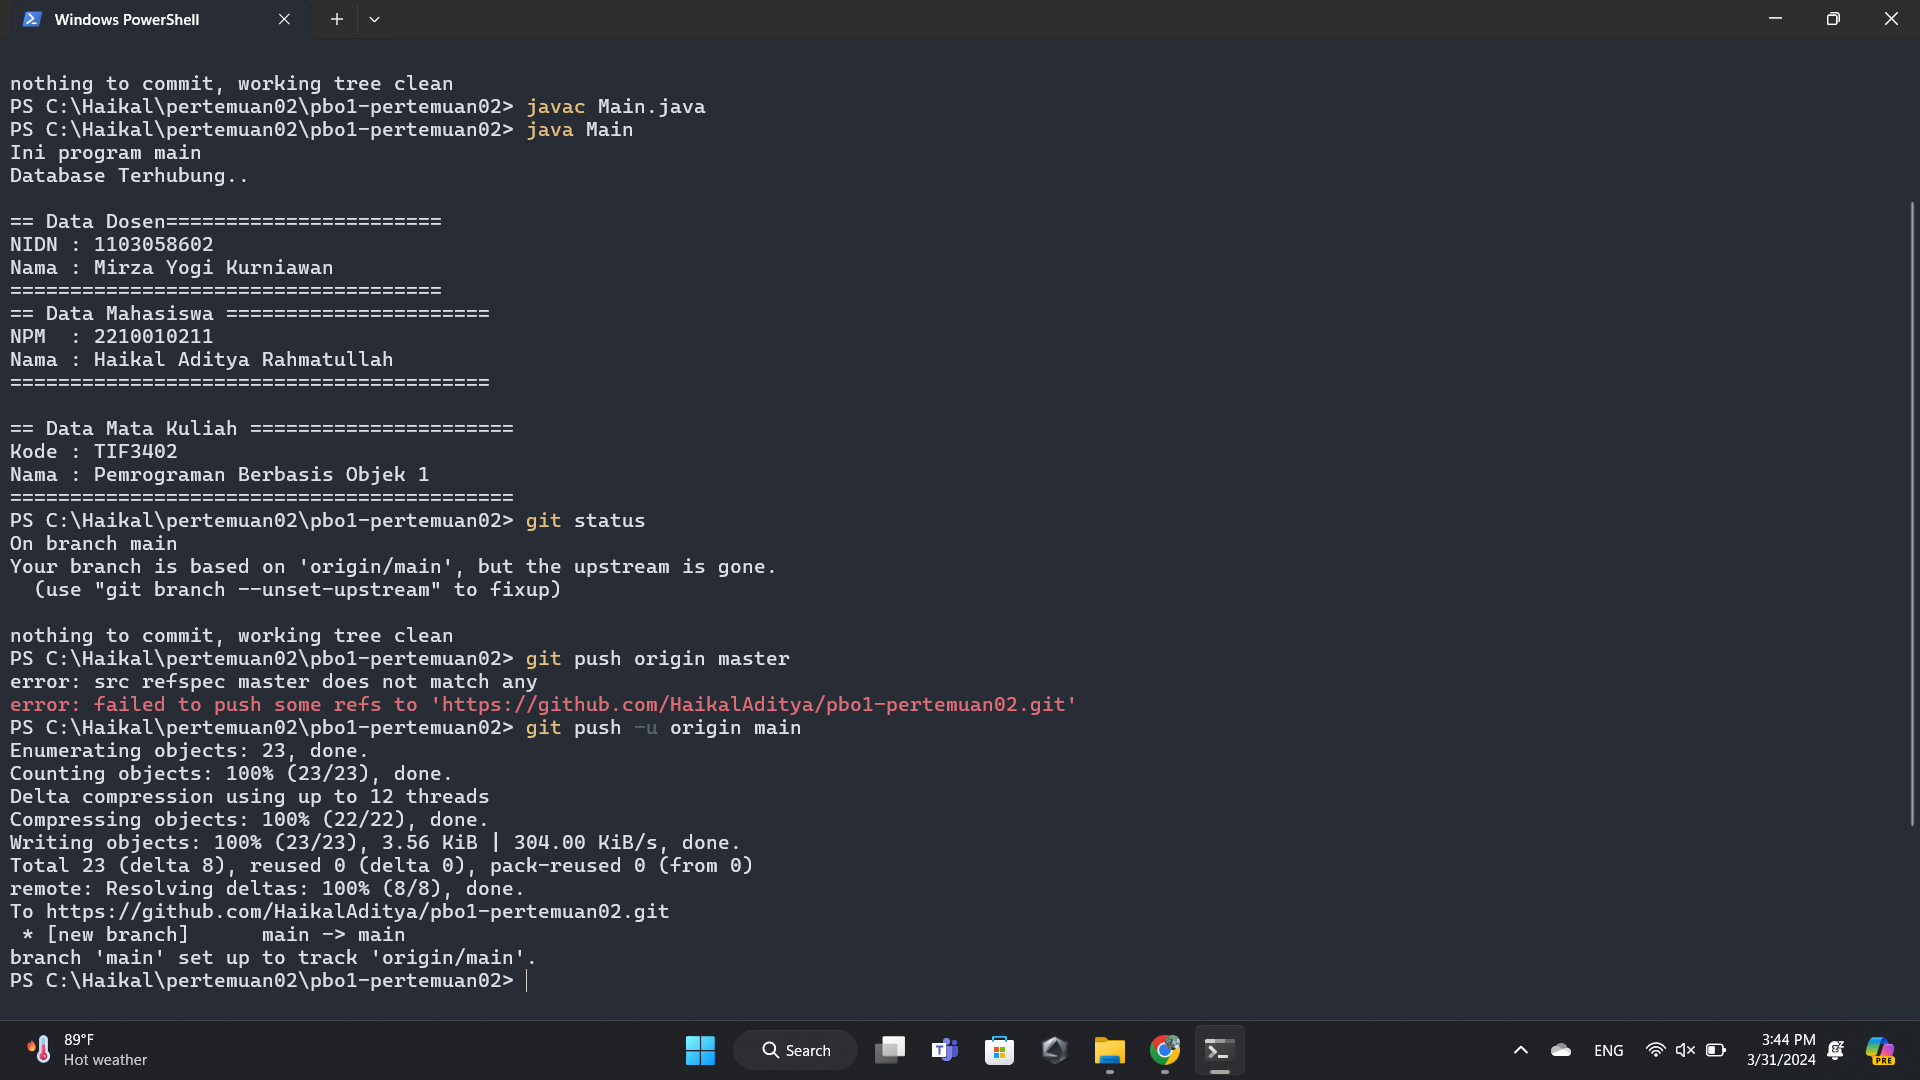 Windows PowerShell
nothing to commit, working tree clean
PS C:\Haikal\pertemuan02\pbo1-pertemuan02> javac Main.java
PS C:\Haikal\pertemuan02\pbo1-pertemuan02> java Main
Ini program main
Database Terhubung..
== Data Dosen=======================
NIDN : 1103058602
Nama : Mirza Yogi Kurniawan
====================================
== Data Mahasiswa ======================
NPM  : 2210010211
Nama : Haikal Aditya Rahmatullah
========================================
== Data Mata Kuliah ======================
Kode : TIF3402
Nama : Pemrograman Berbasis Objek 1
==========================================
PS C:\Haikal\pertemuan02\pbo1-pertemuan02> git status
On branch main
Your branch is based on 'origin/main', but the upstream is gone.
  (use "git branch --unset-upstream" to fixup)
nothing to commit, working tree clean
PS C:\Haikal\pertemuan02\pbo1-pertemuan02> git push origin master
error: src refspec master does not match any
error: failed to push some refs to 'https://github.com/HaikalAditya/pbo1-pertemuan02.git'
PS C:\Haikal\pertemuan02\pbo1-pertemuan02> git push -u origin main
Enumerating objects: 23, done.
Counting objects: 100% (23/23), done.
Delta compression using up to 12 threads
Compressing objects: 100% (22/22), done.
Writing objects: 100% (23/23), 3.56 KiB | 304.00 KiB/s, done.
Total 23 (delta 8), reused 0 (delta 0), pack-reused 0 (from 0)
remote: Resolving deltas: 100% (8/8), done.
To https://github.com/HaikalAditya/pbo1-pertemuan02.git
 * [new branch]      main -> main
branch 'main' set up to track 'origin/main'.
PS C:\Haikal\pertemuan02\pbo1-pertemuan02>
89°F
Hot weather
Search
ENG
3:44 PM
3/31/2024
PRE